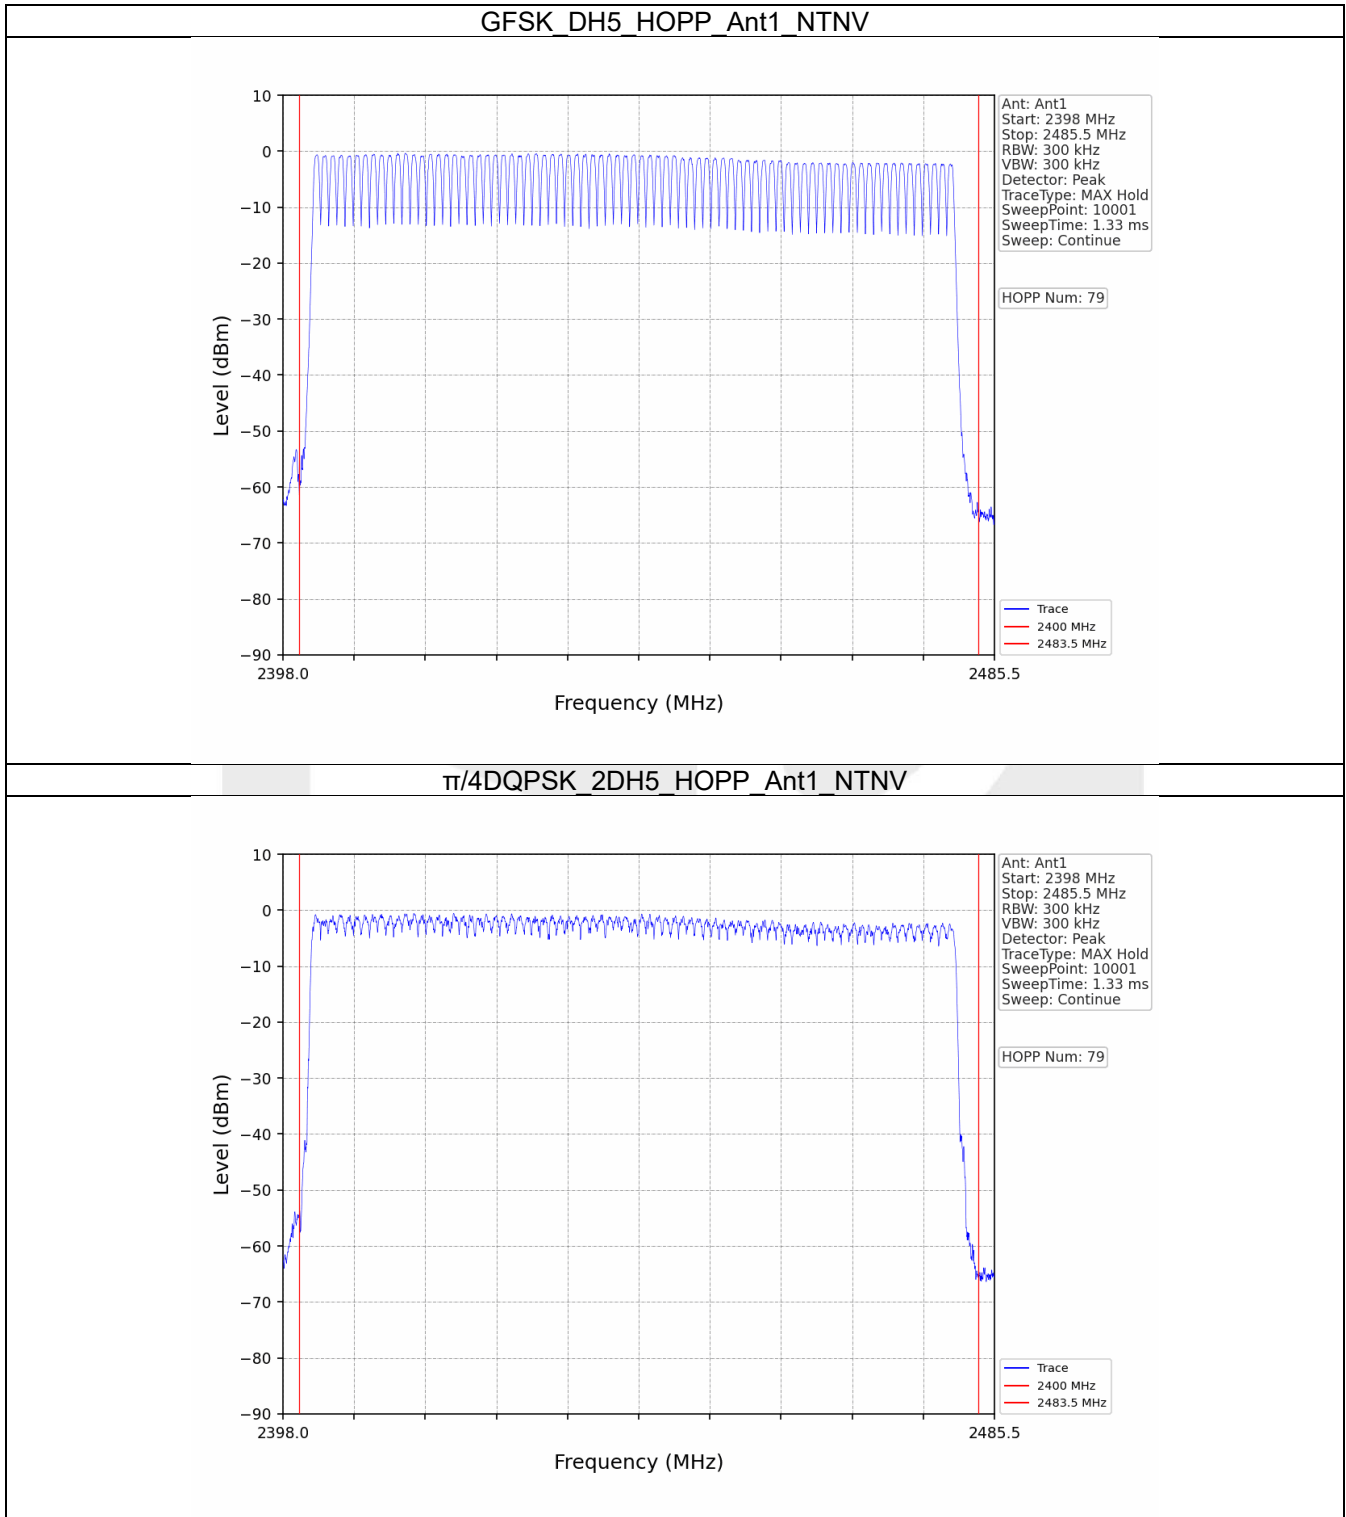 GFSK_DH5_HOPP_Ant1_NTNV
10
0
−10
−20
−30
−40
−50
−60
−70
−80
−90
Level (dBm)
2398.0
2485.5
Frequency (MHz)
Ant: Ant1
Start: 2398 MHz
Stop: 2485.5 MHz
RBW: 300 kHz
VBW: 300 kHz
Detector: Peak
TraceType: MAX Hold
SweepPoint: 10001
SweepTime: 1.33 ms
Sweep: Continue
HOPP Num: 79
Trace
2400 MHz
2483.5 MHz
π/4DQPSK_2DH5_HOPP_Ant1_NTNV
10
0
−10
−20
−30
−40
−50
−60
−70
−80
−90
Level (dBm)
2398.0
2485.5
Frequency (MHz)
Ant: Ant1
Start: 2398 MHz
Stop: 2485.5 MHz
RBW: 300 kHz
VBW: 300 kHz
Detector: Peak
TraceType: MAX Hold
SweepPoint: 10001
SweepTime: 1.33 ms
Sweep: Continue
HOPP Num: 79
Trace
2400 MHz
2483.5 MHz